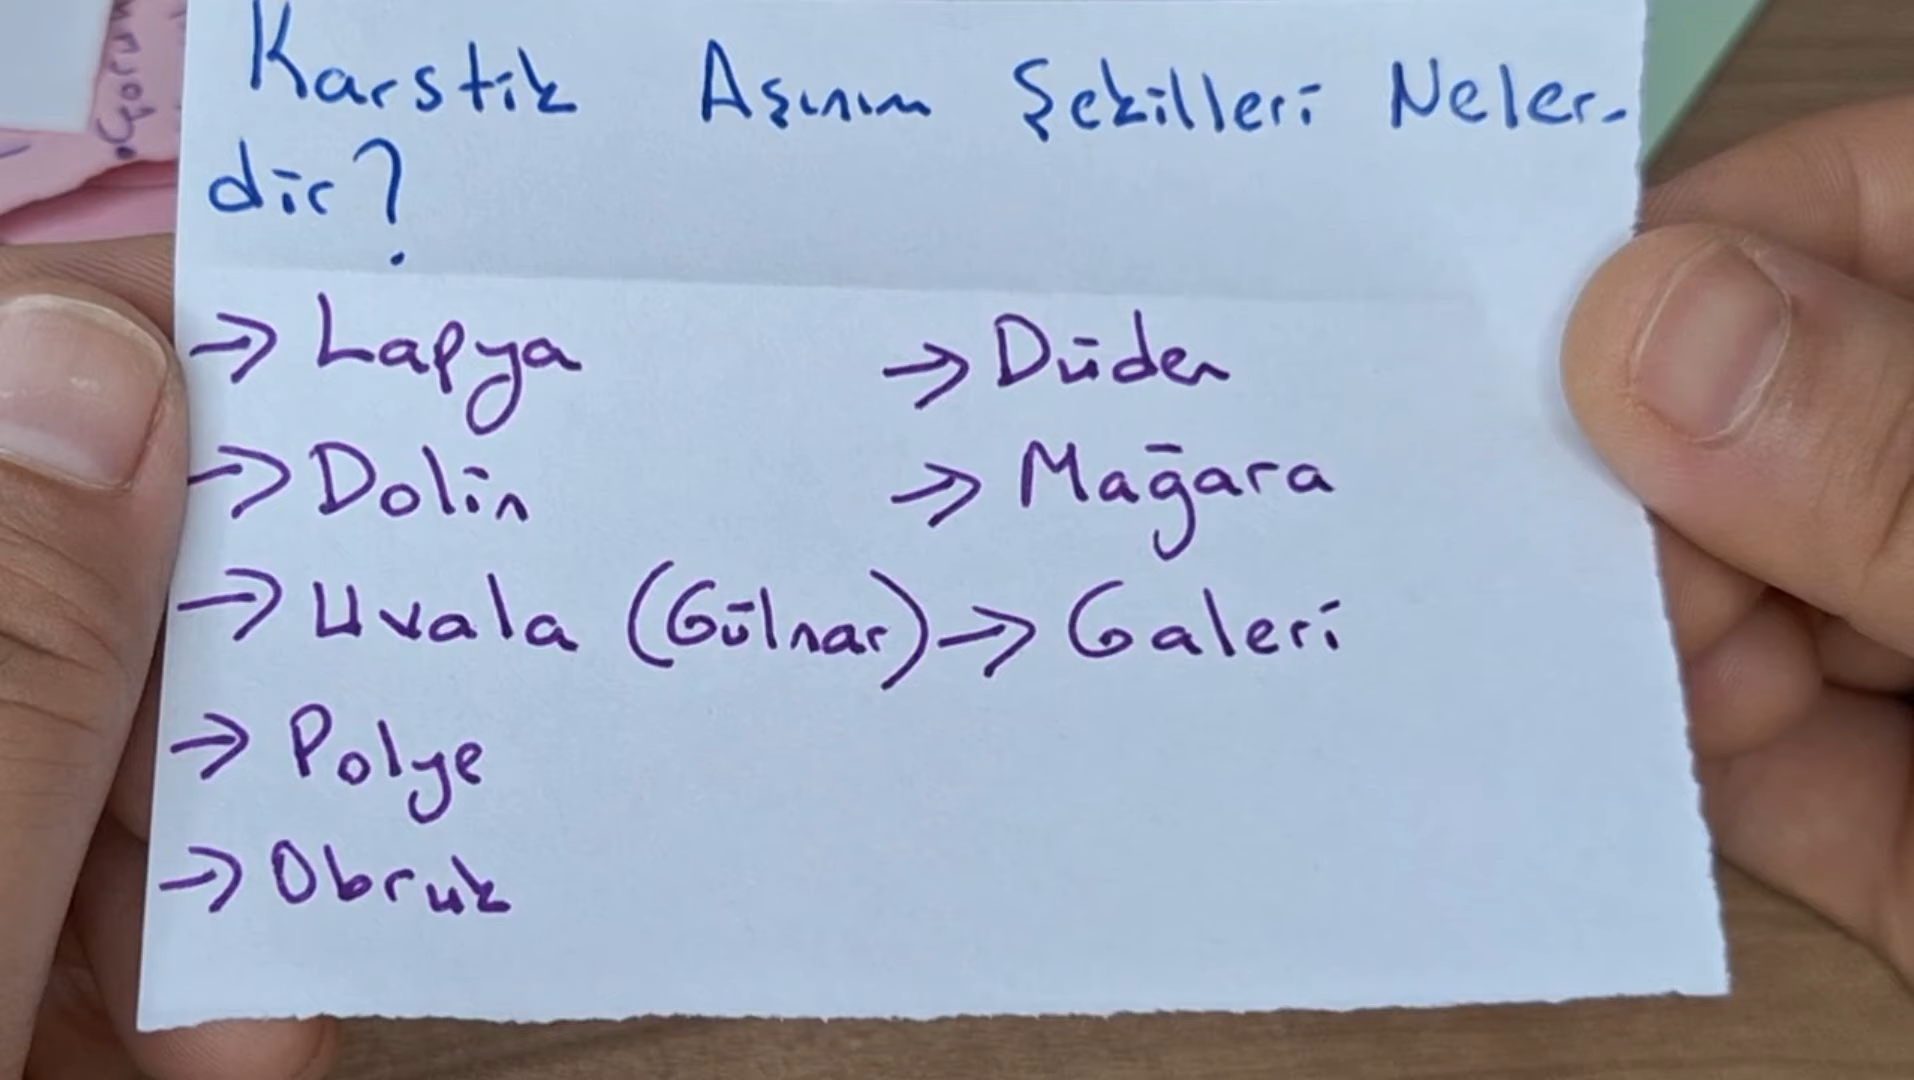 Karstik Aşınım Şekilleri Neler-
dir?
→ Lapya
→ Dolin
→ Uvala (Gülnar)
→ Polye
→ Obruk
→ Düden
→ Mağara
→ Galeri